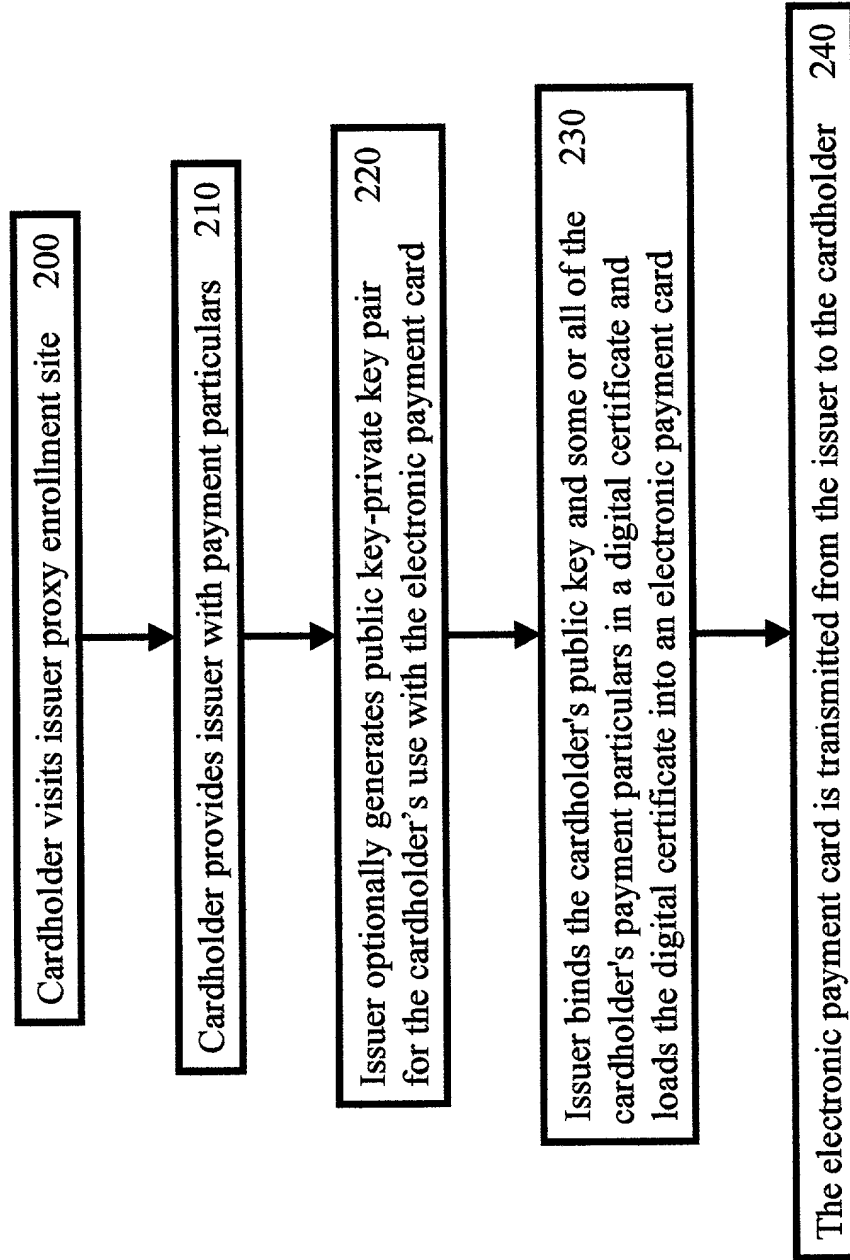 Cardholder visits issuer proxy enrollment site 200
Cardholder provides issuer with payment particulars 210
Issuer optionally generates public key-private key pair 220
for the cardholder's use with the electronic payment card
Issuer binds the cardholder's public key and some or all of the 230
cardholder's payment particulars in a digital certificate and
loads the digital certificate into an electronic payment card
The electronic payment card is transmitted from the issuer to the cardholder 240